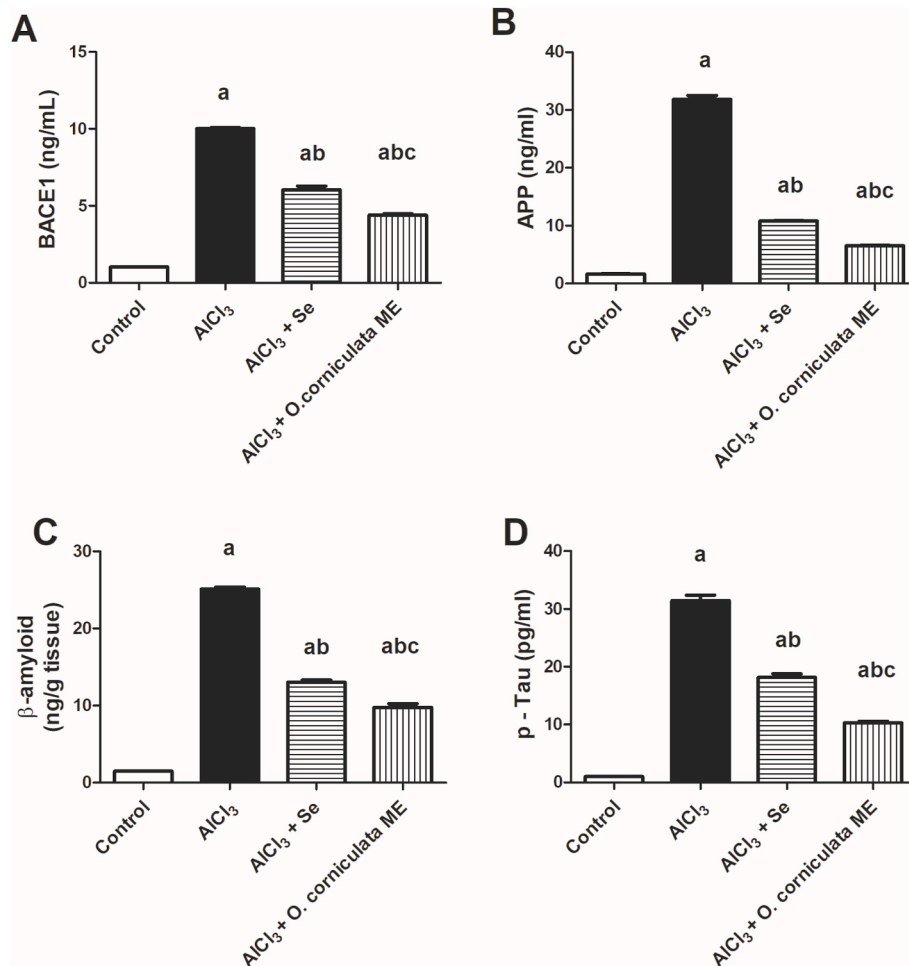 A
BACE1 (ng/mL)
15
10
5
0
a
ab
abc
Control
AlCl₃
AlCl₃ + Se
AlCl₃ + O.corniculata ME
B
APP (ng/ml)
40
30
20
10
0
a
ab
abc
Control
AlCl₃
AlCl₃ + Se
AlCl₃ + O. corniculata ME
C
β-amyloid
(ng/g tissue)
30
20
10
0
a
ab
abc
Control
AlCl₃
AlCl₃ + Se
AlCl₃ + O. corniculata ME
D
p - Tau (pg/ml)
40
30
20
10
0
a
ab
abc
Control
AlCl₃
AlCl₃ + Se
AlCl₃ + O. corniculata ME